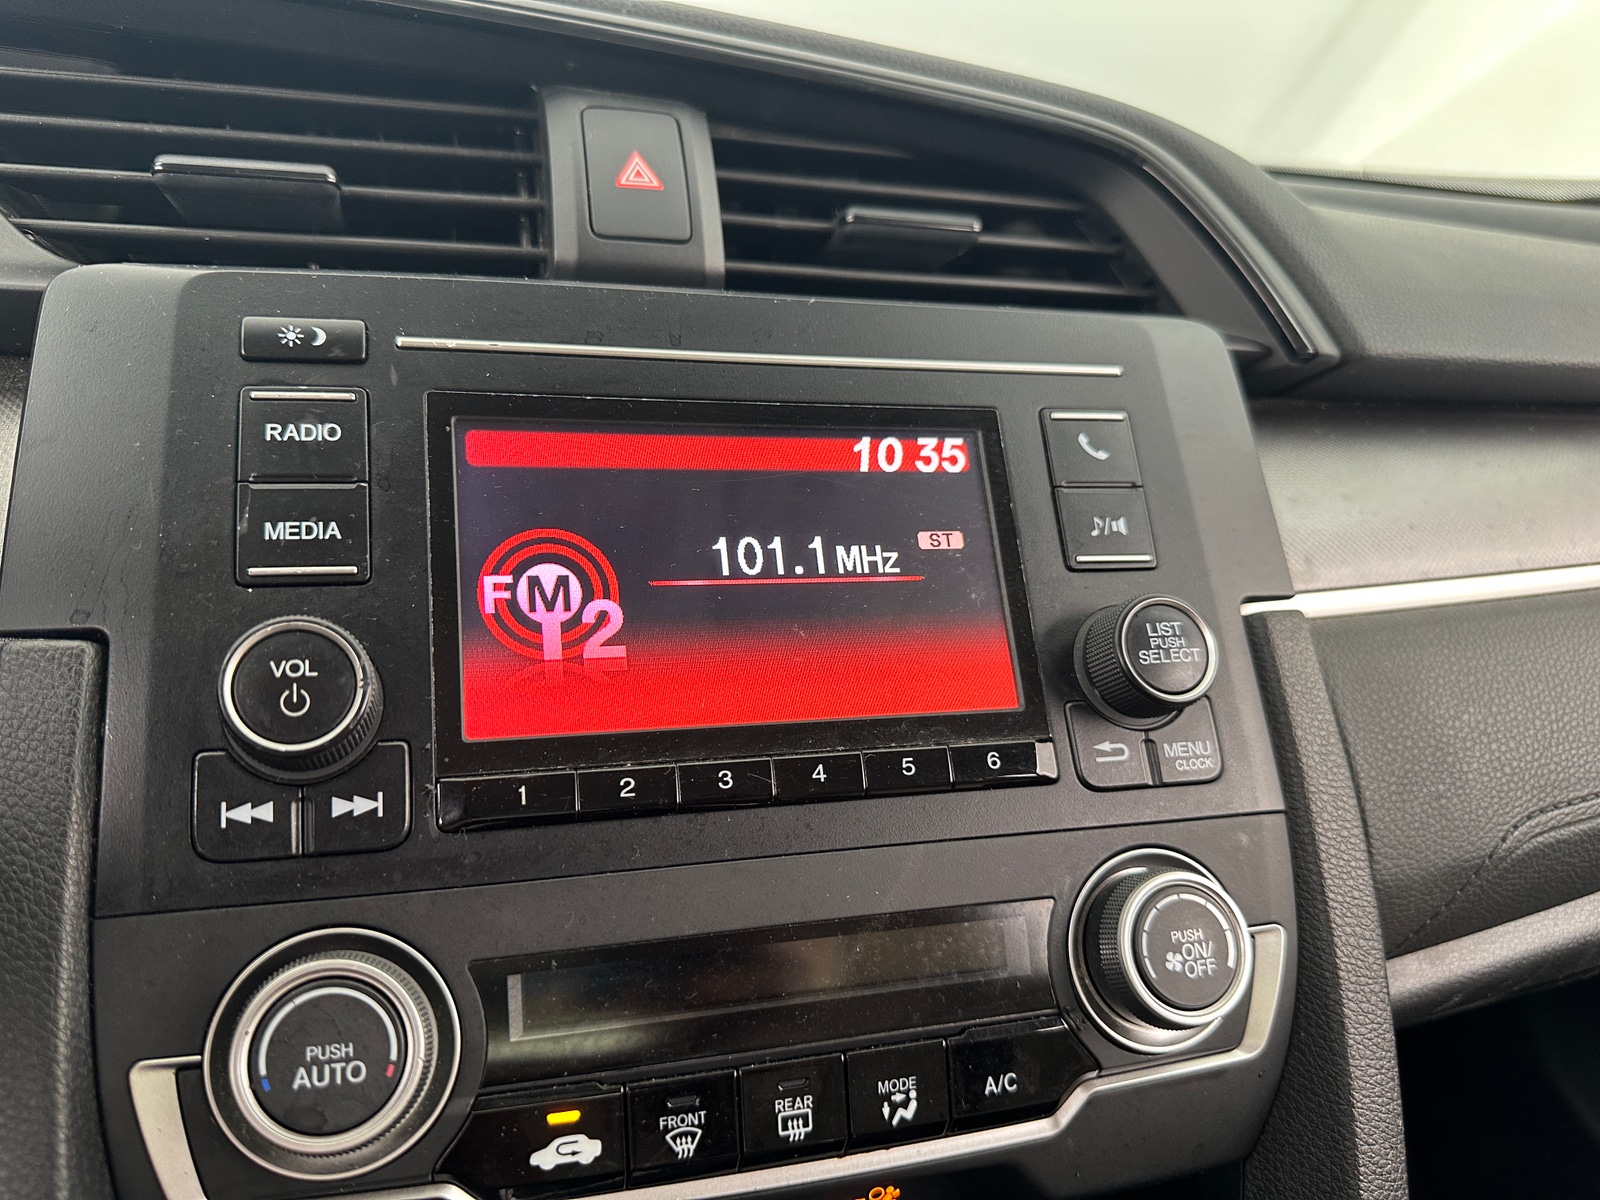 RADIO
MEDIA
VOL
10 35
101.1 MHz
ST
FM 2
1 2 3 4 5 6
LIST
PUSH
SELECT
MENU
CLOCK
PUSH
AUTO
PUSH
ON/
OFF
FRONT
REAR
MODE
A/C